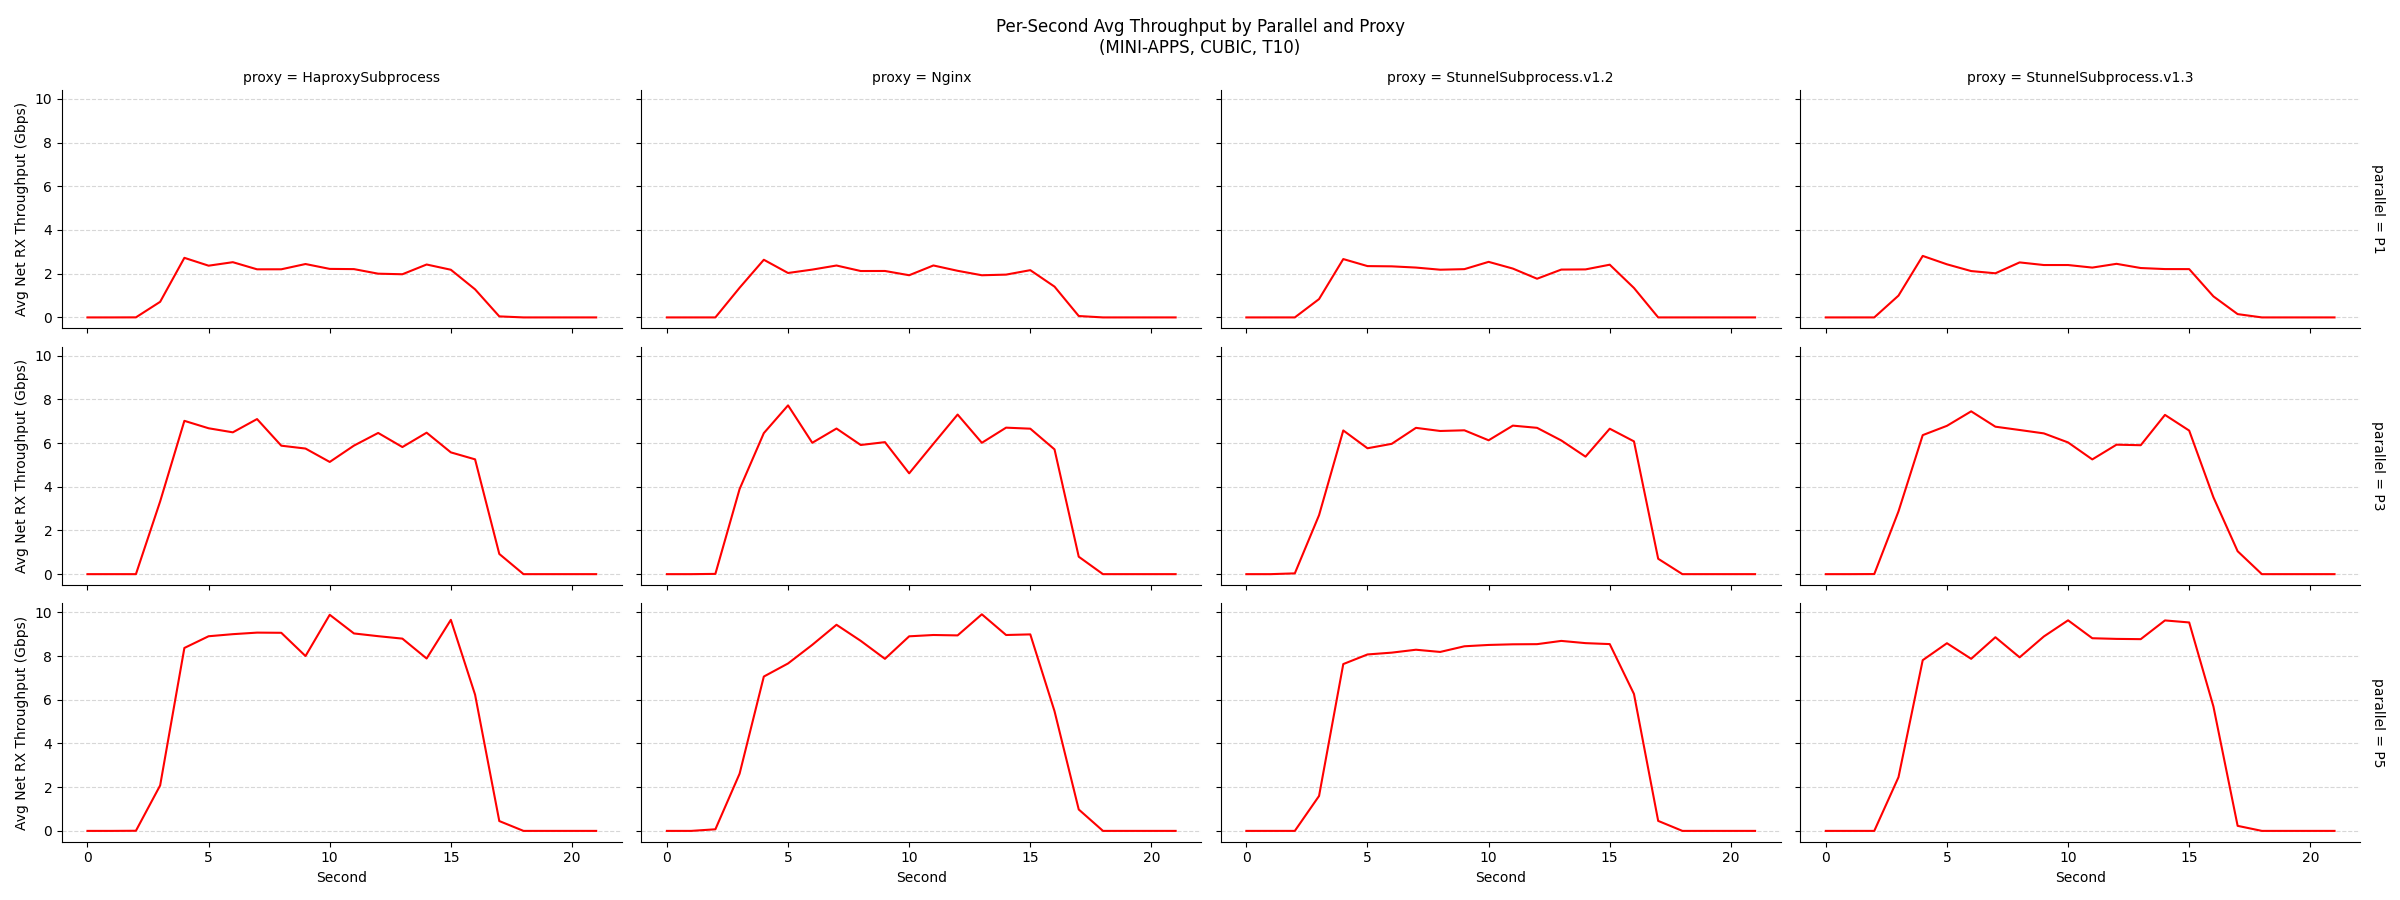 Per-Second Avg Throughput by Parallel and Proxy
(MINI-APPS, CUBIC, T10)
proxy = HaproxySubprocess
proxy = Nginx
proxy = StunnelSubprocess.v1.2
proxy = StunnelSubprocess.v1.3
Avg Net RX Throughput (Gbps)
10
8
6
4
2
0
parallel = P1
Avg Net RX Throughput (Gbps)
10
8
6
4
2
0
parallel = P3
Avg Net RX Throughput (Gbps)
10
8
6
4
2
0
parallel = P5
0 5 10 15 20
0 5 10 15 20
0 5 10 15 20
0 5 10 15 20
Second
Second
Second
Second